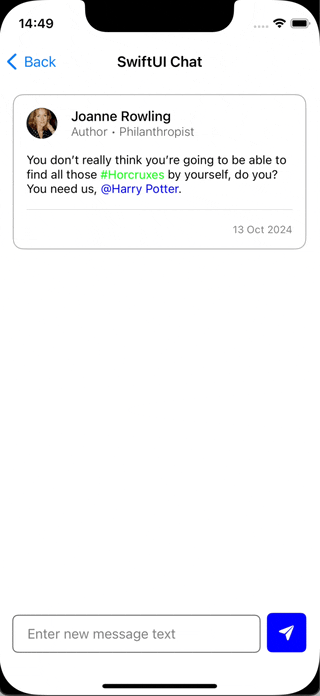 14:49
Back
SwiftUI Chat
Joanne Rowling
Author • Philanthropist
You don’t really think you’re going to be able to
find all those #Horcruxes by yourself, do you?
You need us, @Harry Potter.
13 Oct 2024
Enter new message text